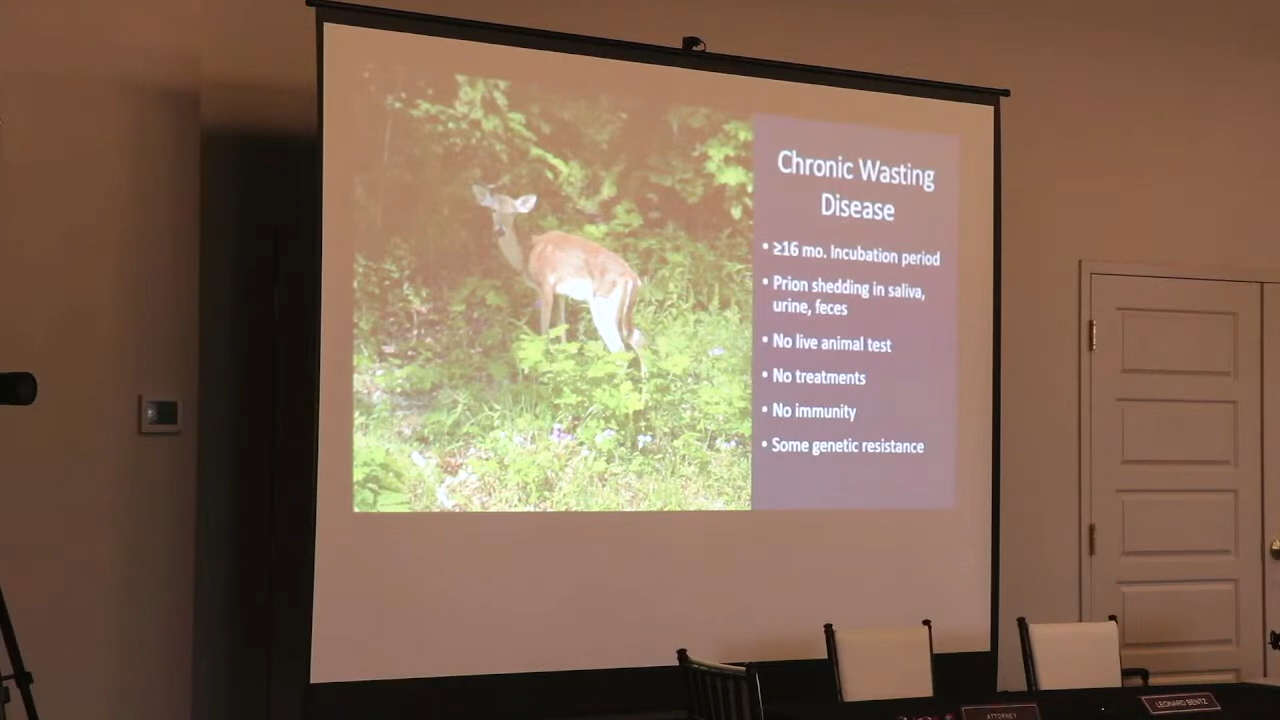 Chronic Wasting
Disease
• ≥16 mo. Incubation period
• Prion shedding in saliva,
urine, feces
• No live animal test
• No treatments
• No immunity
• Some genetic resistance
ATTORNEY
LEONARD BENTZ